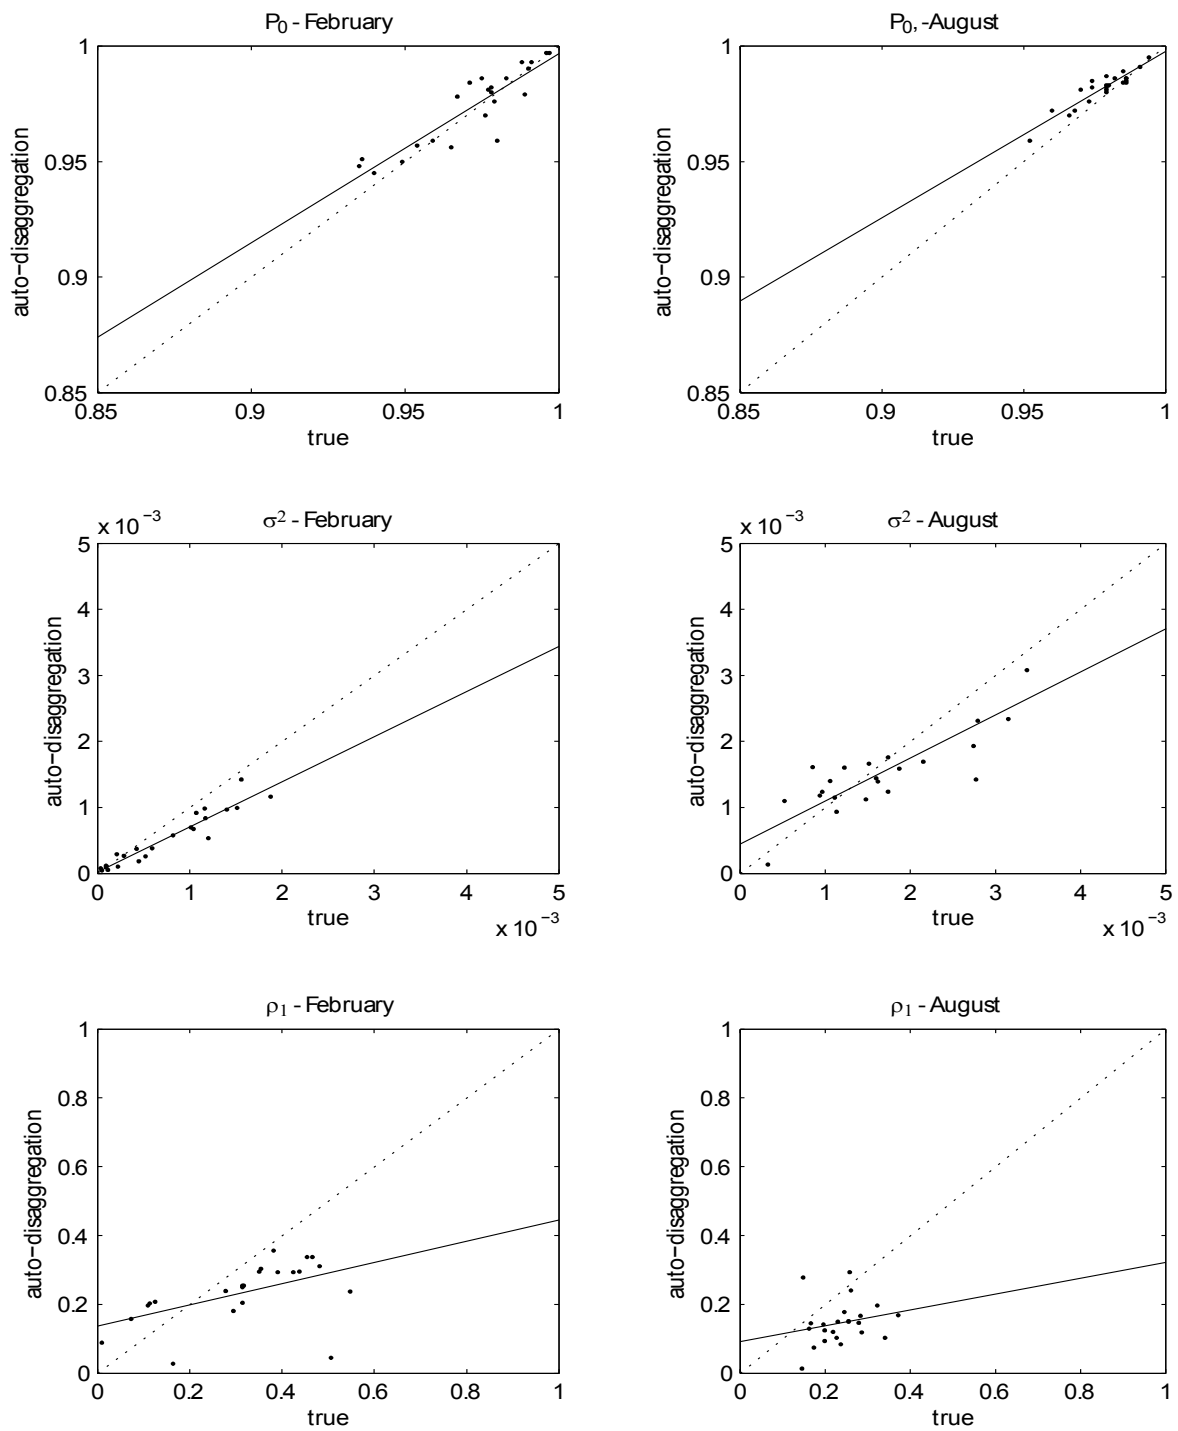 P0 - February
P0, -August
1
0.95
0.9
0.85
auto-disaggregation
0.85
0.9
0.95
1
true
1
0.95
0.9
0.85
auto-disaggregation
0.85
0.9
0.95
1
true
x 10−3
σ2 - February
5
4
3
2
1
0
auto-disaggregation
0
1
2
3
4
5
true
x 10−3
x 10−3
σ2 - August
5
4
3
2
1
0
auto-disaggregation
0
1
2
3
4
5
true
x 10−3
ρ1 - February
1
0.8
0.6
0.4
0.2
0
auto-disaggregation
0
0.2
0.4
0.6
0.8
1
true
ρ1 - August
1
0.8
0.6
0.4
0.2
0
auto-disaggregation
0
0.2
0.4
0.6
0.8
1
true